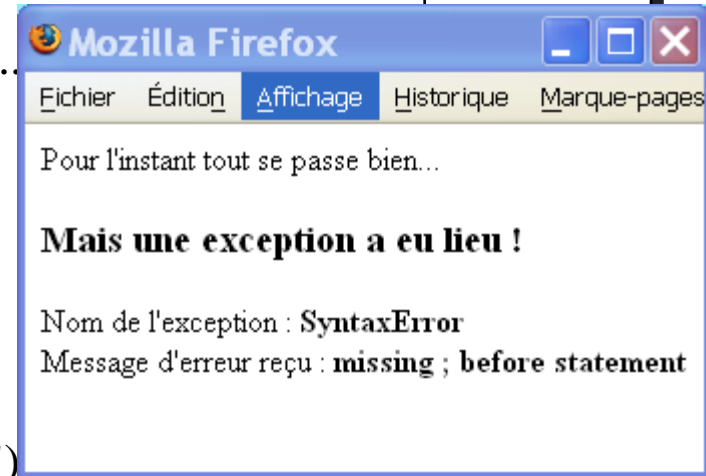 Mozilla Firefox
..
Fichier Édition Affichage Historique Marque-pages
Pour l'instant tout se passe bien...
Mais une exception a eu lieu !
Nom de l'exception : SyntaxError
Message d'erreur reçu : missing ; before statement
)